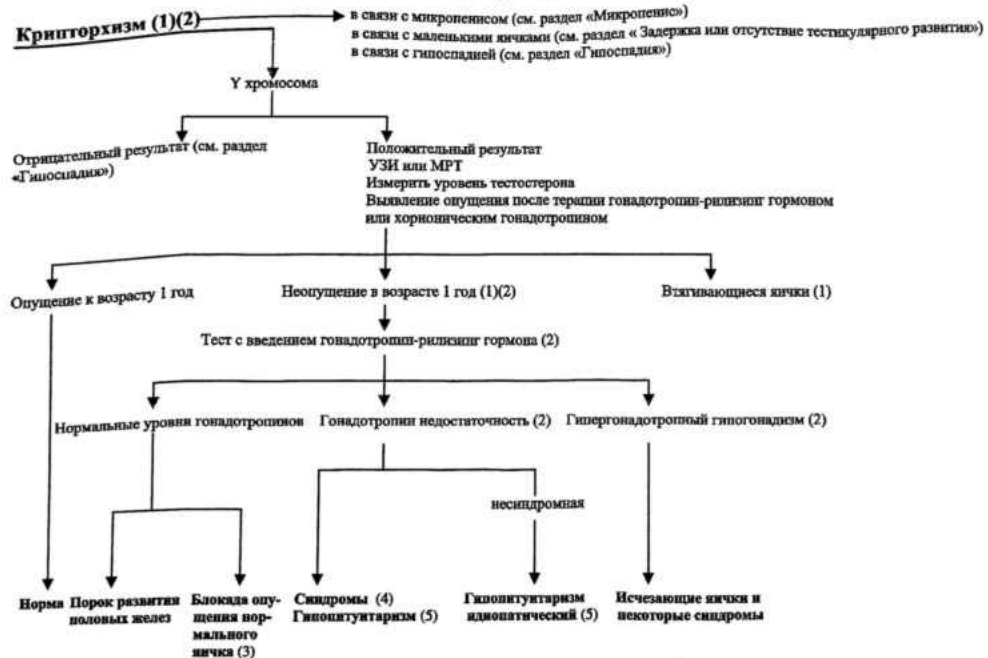 Крипторхизм (1)(2)
в связи с микропенисом (см. раздел «Микропенис»)
в связи с маленькими яичками (см. раздел « Задержка или отсутствие тестикулярного развития»)
в связи с гипоспадией (см. раздел «Гипоспадия»)
Y хромосома
Отрицательный результат (см. раздел
«Гипоспадия»)
Положительный результат
УЗИ или МРТ
Измерить уровень тестостерона
Выявление опущения после терапии гонадотропин-рилизинг гормоном
или хорионическим гонадотропином
Опущение к возрасту 1 год
Неопущение в возрасте 1 год (1)(2)
Втягивающиеся яички (1)
Тест с введением гонадотропин-рилизинг гормона (2)
Нормальные уровни гонадотропинов
Гонадотропин недостаточность (2)
Гипергонадотропный гипогонадизм (2)
несиндромная
Норма
Порок развития
половых желез
Блокада опу-
щения нор-
мального
яичка (3)
Синдромы (4)
Гипопитуитаризм (5)
Гипопитуитаризм
идиопатический (5)
Исчезающие яички и
некоторые синдромы